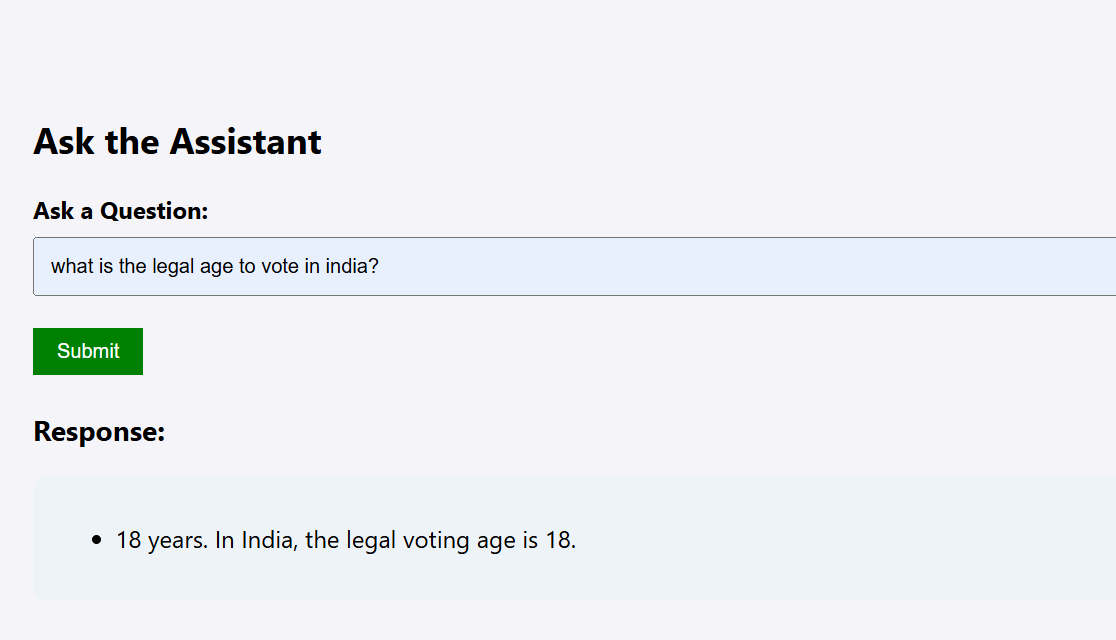 Ask the Assistant
Ask a Question:
what is the legal age to vote in india?
Submit
Response:
18 years. In India, the legal voting age is 18.